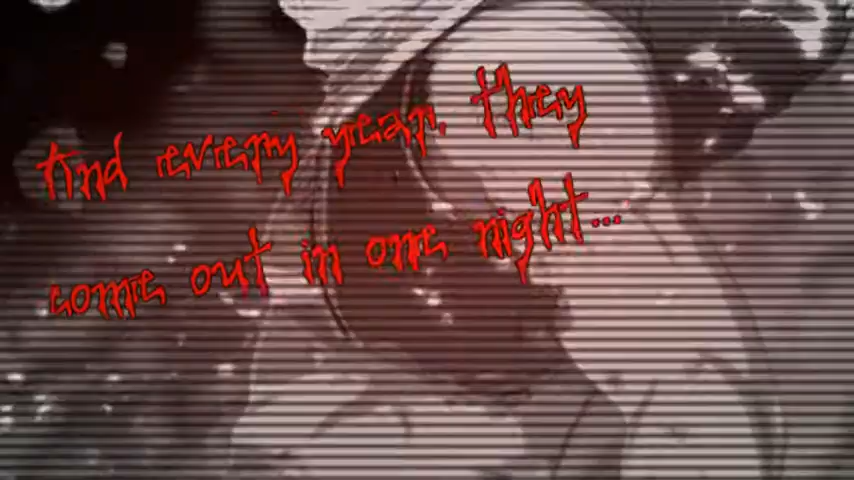 And every year, they
come out in one night...